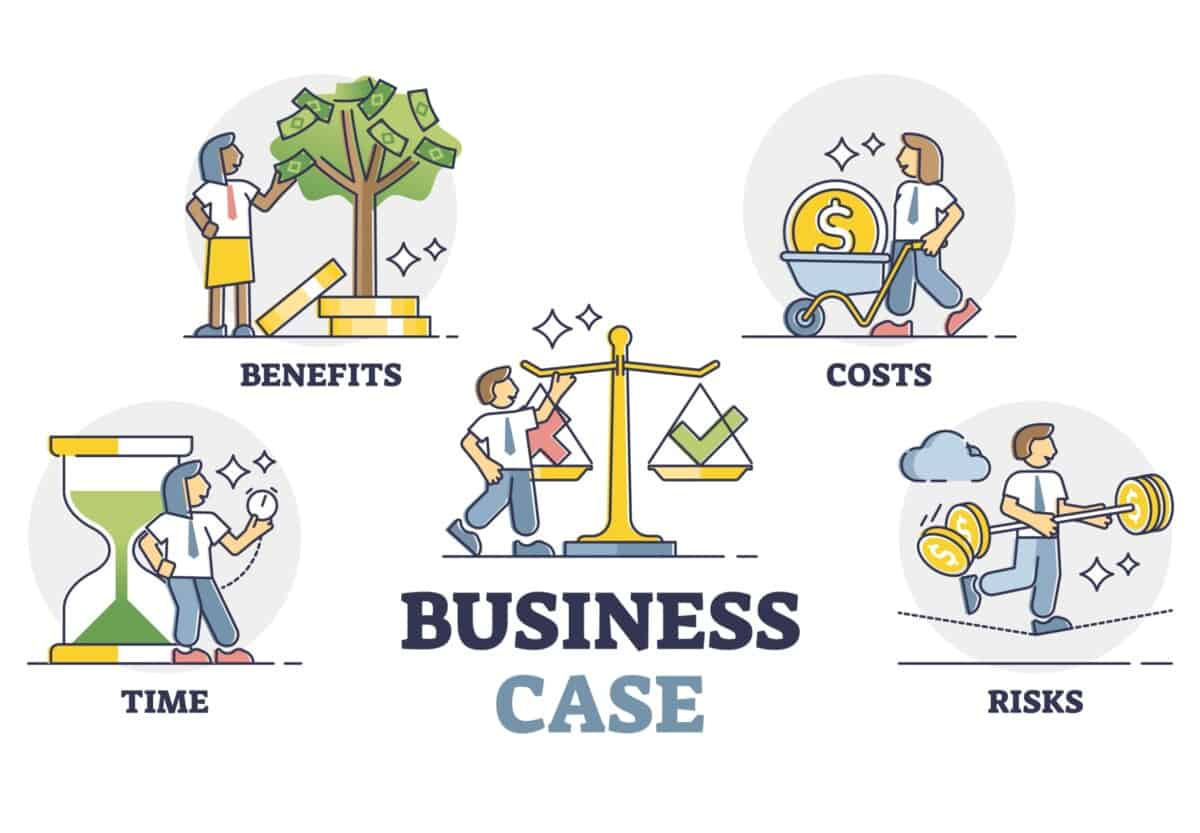 BENEFITS
COSTS
TIME
BUSINESS
CASE
RISKS
$
$
$